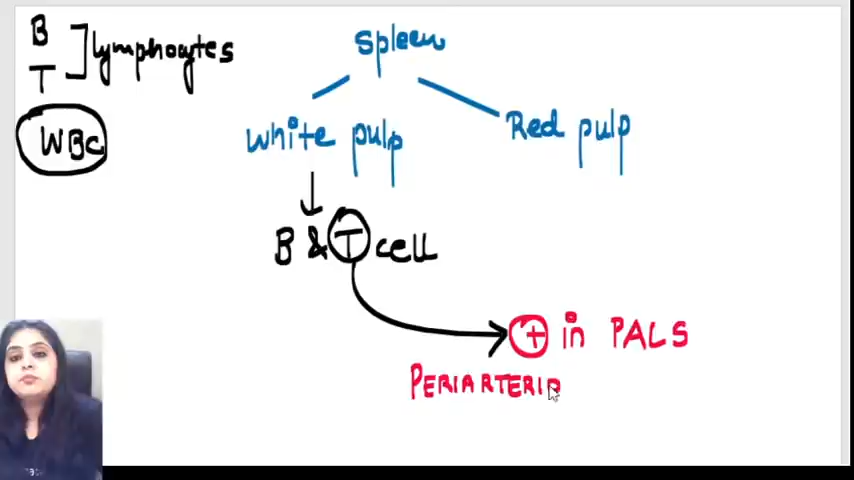 B
T ] lymphocytes
WBC
Spleen
White pulp
Red pulp
B & T cell
+ in PALS
PERIARTERIO